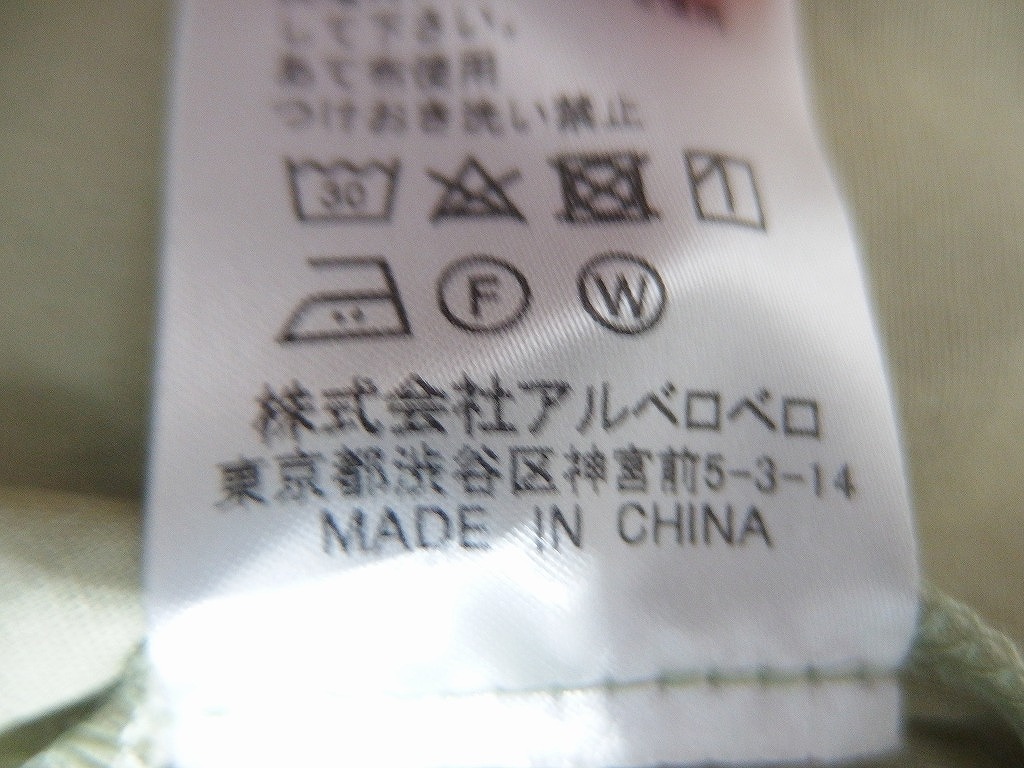 して下さい。
あて布使用
つけおき洗い禁止
30
F W
株式会社アルベロベロ
東京都渋谷区神宮前5-3-14
MADE IN CHINA